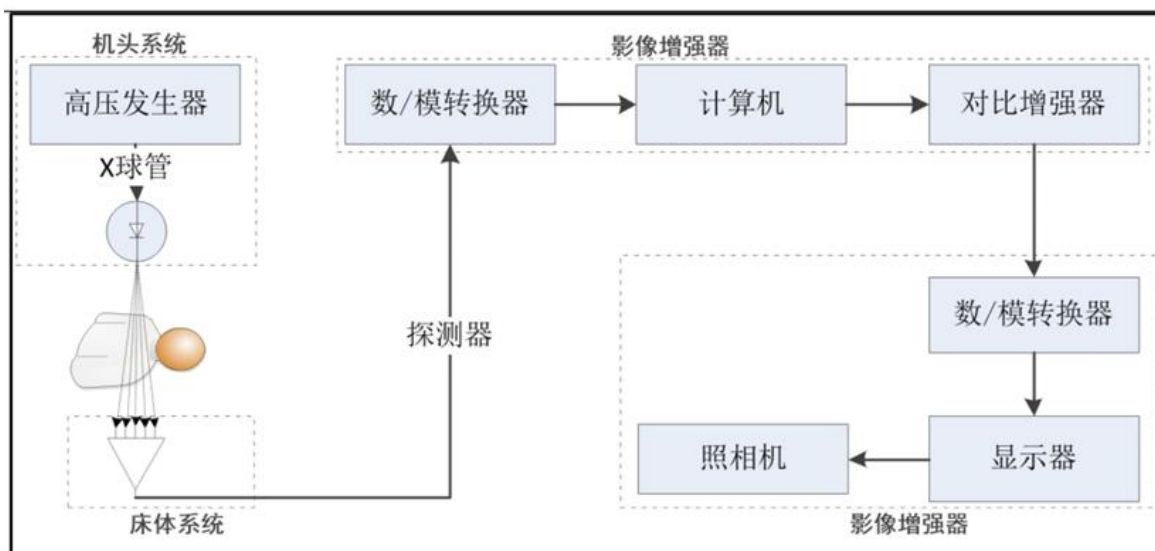 机头系统
高压发生器
X球管
影像增强器
数/模转换器
计算机
对比增强器
探测器
数/模转换器
照相机
显示器
床体系统
影像增强器